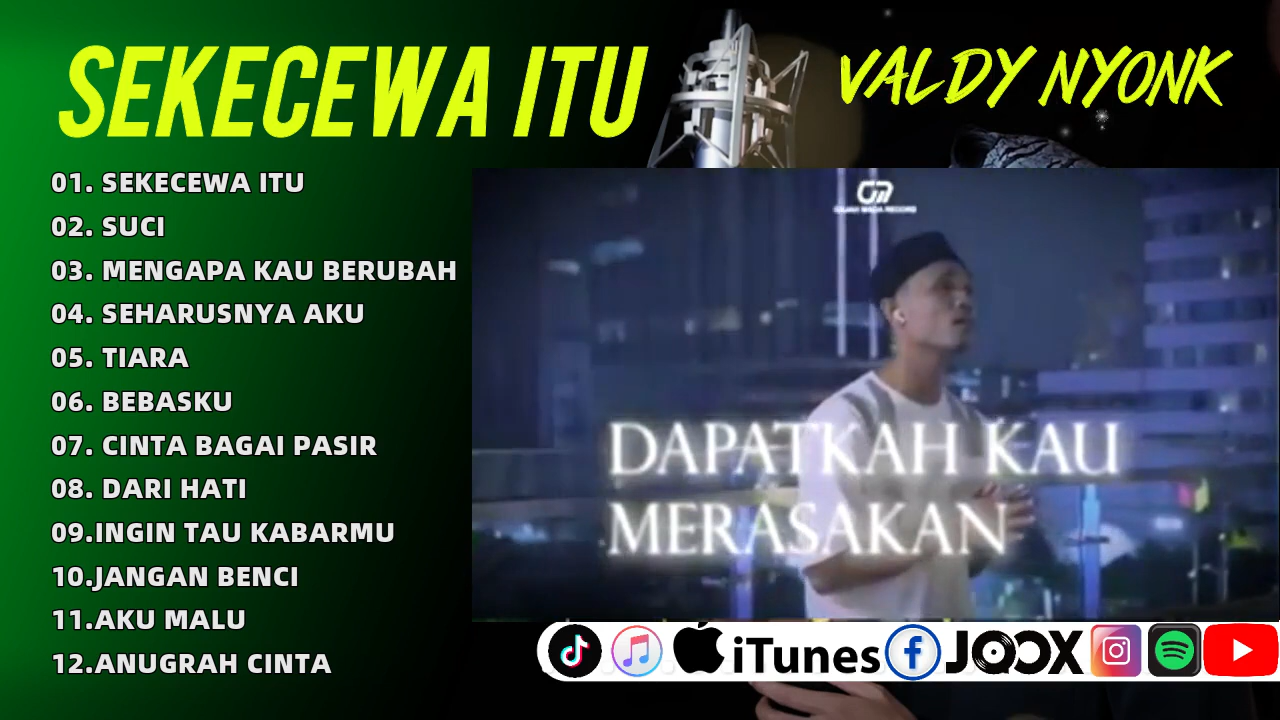 SEKECEWA ITU
VALDY NYONK
01. SEKECEWA ITU
02. SUCI
03. MENGAPA KAU BERUBAH
04. SEHARUSNYA AKU
05. TIARA
06. BEBASKU
07. CINTA BAGAI PASIR
08. DARI HATI
09.INGIN TAU KABARMU
10.JANGAN BENCI
11.AKU MALU
12.ANUGRAH CINTA
DAPATKAH KAU
MERASAKAN
iTunes
JOOX